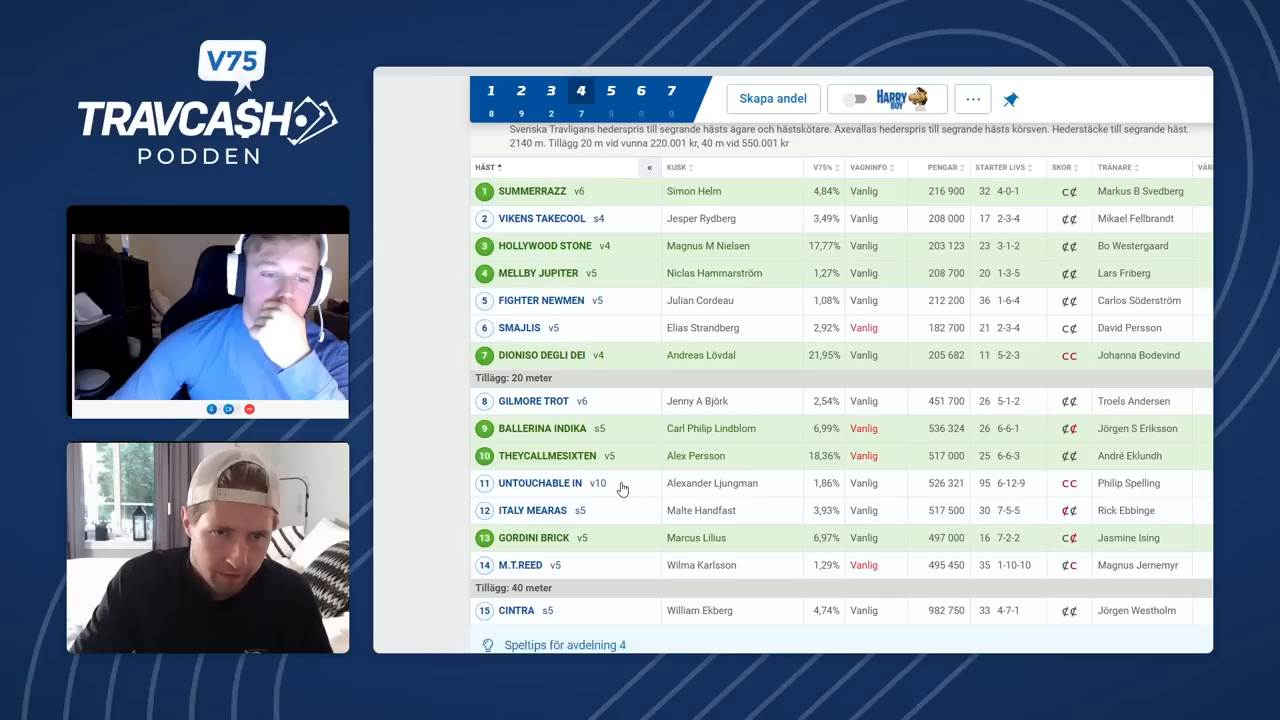 V75
TRAVCA$H
PODDEN
1 2 3 4 5 6 7
8 9 2 7 0 0 0
Skapa andel
HARRY BOY
...
Svenska Travligans hederspris till segrande hästs ägare och hästskötare. Axevallas hederspris till segrande hästs körsven. Hederstäcke till segrande häst.
2140 m. Tillägg 20 m vid vunna 220.001 kr, 40 m vid 550.001 kr
HÄST « KUSK V75% VAGNINFO PENGAR STARTER LIVS SKOR TRÄNARE
1 SUMMERRAZZ v6 Simon Helm 4,84% Vanlig 216 900 32 4-0-1 C₵ Markus B Svedberg
2 VIKENS TAKECOOL s4 Jesper Rydberg 3,49% Vanlig 208 000 17 2-3-4 ₵₵ Mikael Fellbrandt
3 HOLLYWOOD STONE v4 Magnus M Nielsen 17,77% Vanlig 203 123 23 3-1-2 ₵₵ Bo Westergaard
4 MELLBY JUPITER v5 Niclas Hammarström 1,27% Vanlig 208 700 20 1-3-5 ₵₵ Lars Friberg
5 FIGHTER NEWMEN v5 Julian Cordeau 1,08% Vanlig 212 200 36 1-6-4 ₵₵ Carlos Söderström
6 SMAJLIS v5 Elias Strandberg 2,92% Vanlig 182 700 21 2-3-4 C₵ David Persson
7 DIONISO DEGLI DEI v4 Andreas Lövdal 21,95% Vanlig 205 682 11 5-2-3 CC Johanna Bodevind
Tillägg: 20 meter
8 GILMORE TROT v6 Jenny A Björk 2,54% Vanlig 451 700 26 5-1-2 ₵₵ Troels Andersen
9 BALLERINA INDIKA s5 Carl Philip Lindblom 6,99% Vanlig 536 324 26 6-6-1 ₵₵ Jörgen S Eriksson
10 THEYCALLMESIXTEN v5 Alex Persson 18,36% Vanlig 517 000 25 6-6-3 ₵₵ André Eklundh
11 UNTOUCHABLE IN v10 Alexander Ljungman 1,86% Vanlig 526 321 95 6-12-9 CC Philip Spelling
12 ITALY MEARAS s5 Malte Handfast 3,93% Vanlig 517 500 30 7-5-5 ₵₵ Rick Ebbinge
13 GORDINI BRICK v5 Marcus Lilius 6,97% Vanlig 497 000 16 7-2-2 C₵ Jasmine Ising
14 M.T.REED v5 Wilma Karlsson 1,29% Vanlig 495 450 35 1-10-10 ₵C Magnus Jernemyr
Tillägg: 40 meter
15 CINTRA s5 William Ekberg 4,74% Vanlig 982 750 33 4-7-1 ₵₵ Jörgen Westholm
Speltips för avdelning 4